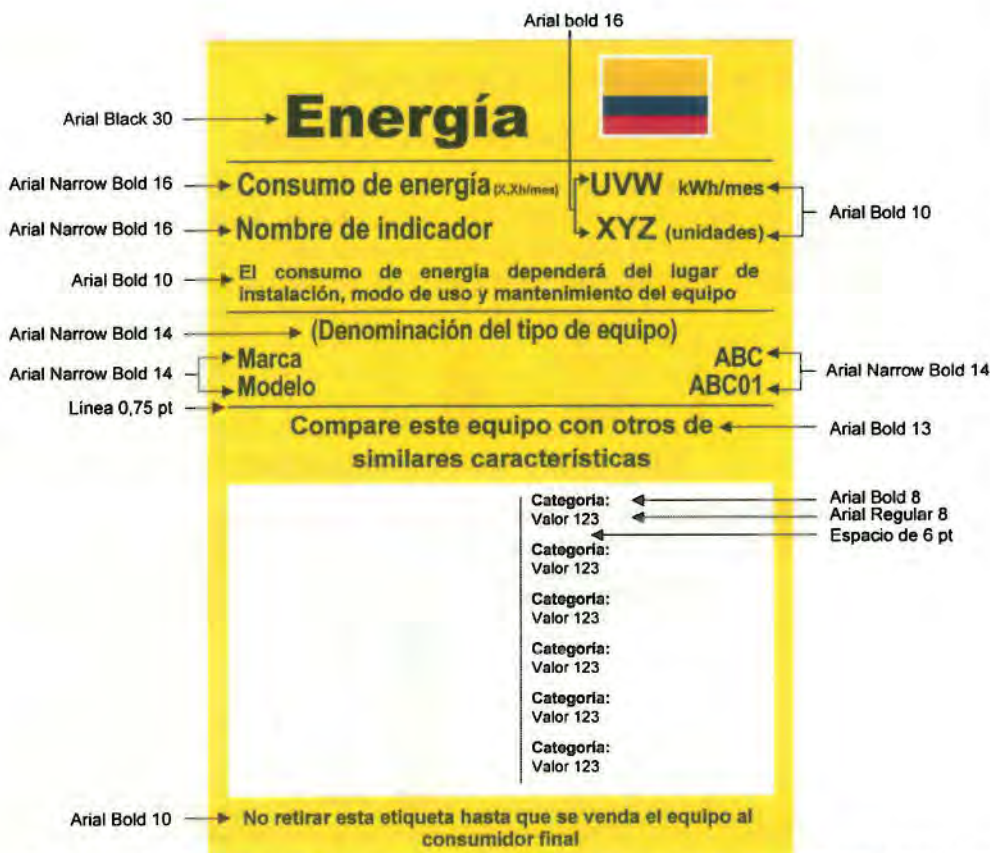 Arial bold 16
Arial Black 30
Energía
Arial Narrow Bold 16
Consumo de energía (X,Xh/mes) UVW kWh/mes
Arial Bold 10
Arial Narrow Bold 16
Nombre de indicador XYZ (unidades)
Arial Bold 10
El consumo de energía dependerá del lugar de
instalación, modo de uso y mantenimiento del equipo
Arial Narrow Bold 14
(Denominación del tipo de equipo)
Arial Narrow Bold 14
Marca ABC
Modelo ABC01
Arial Narrow Bold 14
Línea 0,75 pt
Compare este equipo con otros de
similares características
Arial Bold 13
Categoría:
Arial Bold 8
Valor 123
Arial Regular 8
Espacio de 6 pt
Categoría:
Valor 123
Categoría:
Valor 123
Categoría:
Valor 123
Categoría:
Valor 123
Categoría:
Valor 123
Arial Bold 10
No retirar esta etiqueta hasta que se venda el equipo al
consumidor final